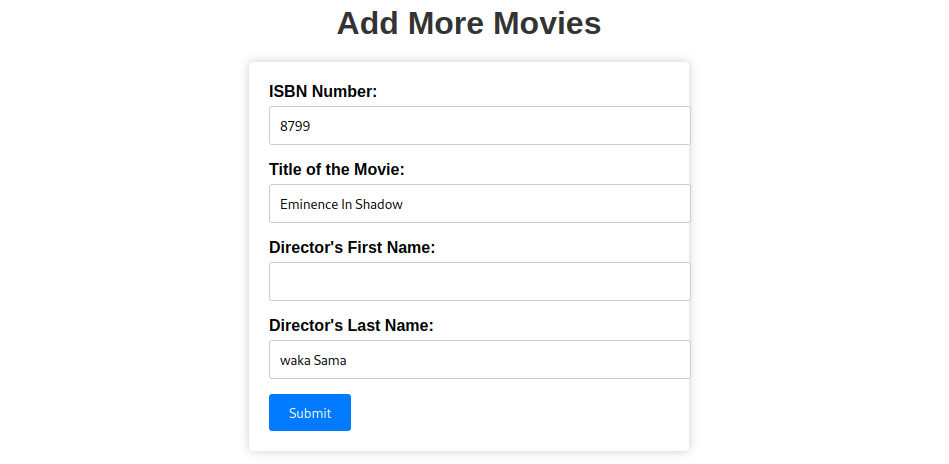 Add More Movies
ISBN Number:
8799
Title of the Movie:
Eminence In Shadow
Director's First Name:
Director's Last Name:
waka Sama
Submit